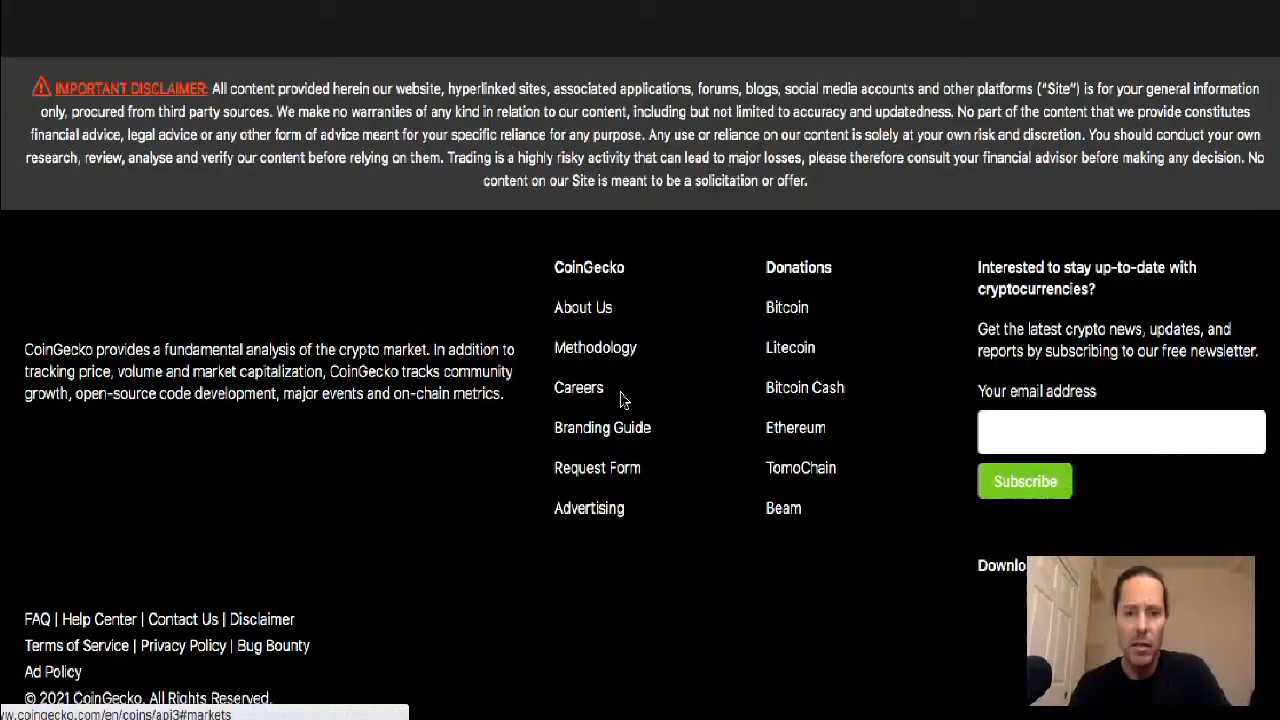 IMPORTANT DISCLAIMER: All content provided herein our website, hyperlinked sites, associated applications, forums, blogs, social media accounts and other platforms (“Site”) is for your general information
only, procured from third party sources. We make no warranties of any kind in relation to our content, including but not limited to accuracy and updatedness. No part of the content that we provide constitutes
financial advice, legal advice or any other form of advice meant for your specific reliance for any purpose. Any use or reliance on our content is solely at your own risk and discretion. You should conduct your own
research, review, analyse and verify our content before relying on them. Trading is a highly risky activity that can lead to major losses, please therefore consult your financial advisor before making any decision. No
content on our Site is meant to be a solicitation or offer.
CoinGecko provides a fundamental analysis of the crypto market. In addition to
tracking price, volume and market capitalization, CoinGecko tracks community
growth, open-source code development, major events and on-chain metrics.
CoinGecko
About Us
Methodology
Careers
Branding Guide
Request Form
Advertising
Donations
Bitcoin
Litecoin
Bitcoin Cash
Ethereum
TomoChain
Beam
Interested to stay up-to-date with
cryptocurrencies?
Get the latest crypto news, updates, and
reports by subscribing to our free newsletter.
Your email address
Subscribe
Downlo
FAQ | Help Center | Contact Us | Disclaimer
Terms of Service | Privacy Policy | Bug Bounty
Ad Policy
© 2021 CoinGecko. All Rights Reserved.
ww.coingecko.com/en/coins/api3#markets